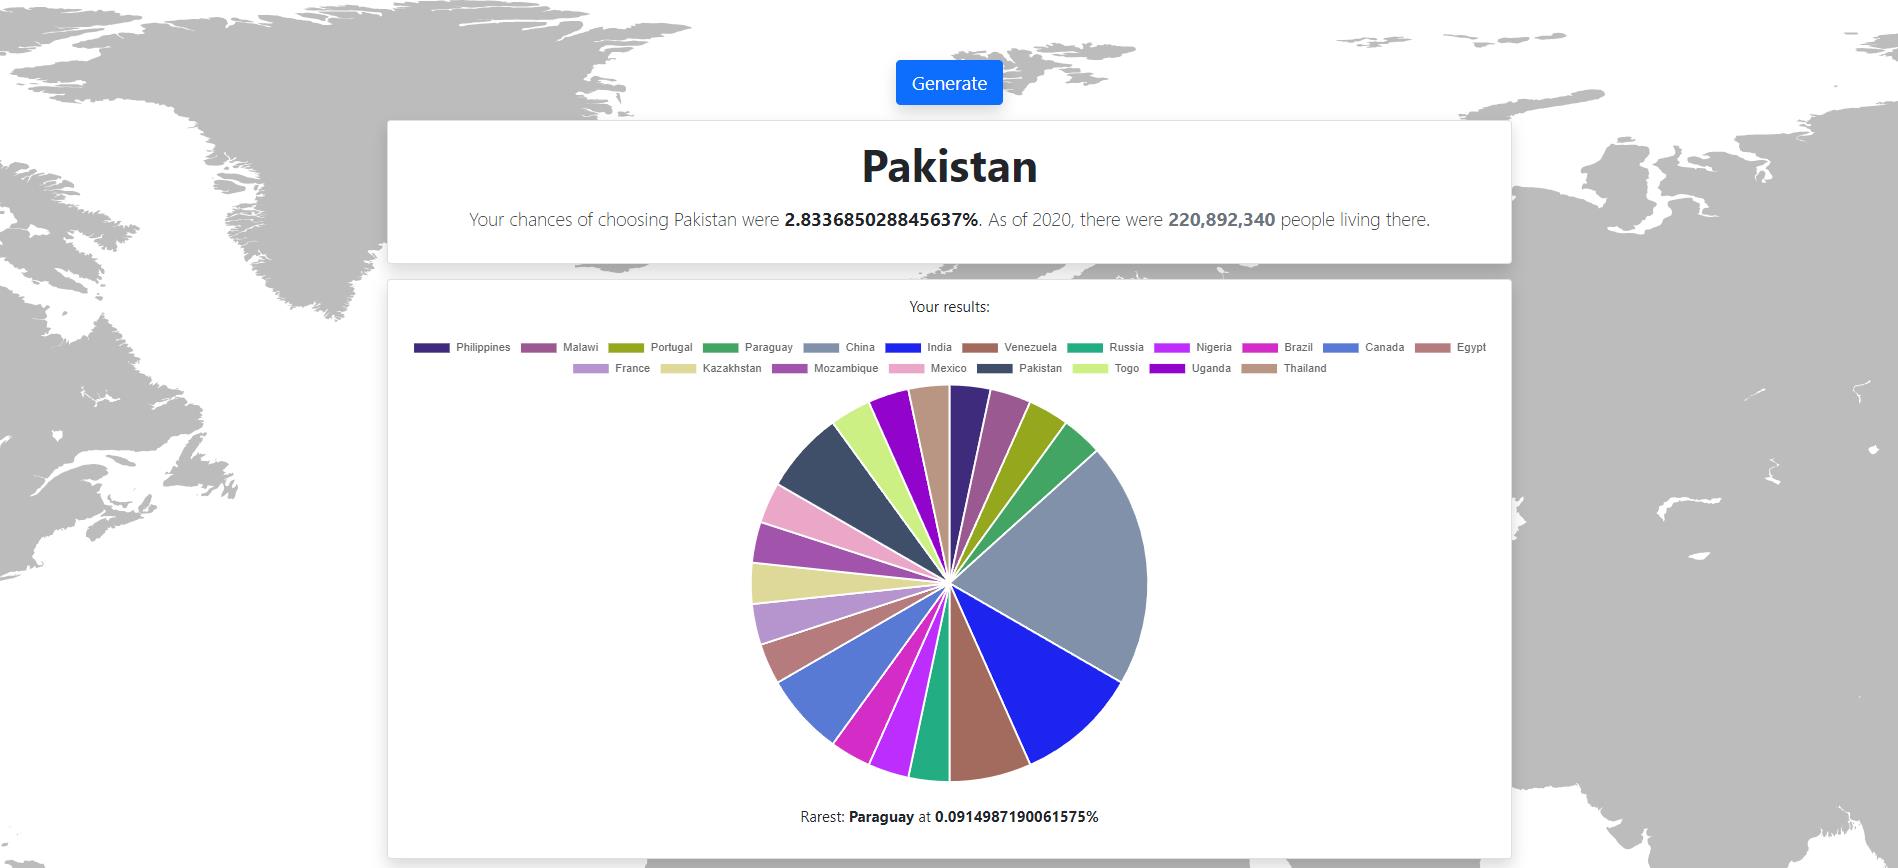 Generate
Pakistan
Your chances of choosing Pakistan were 2.833685028845637%. As of 2020, there were 220,892,340 people living there.
Your results:
Philippines Malawi Portugal Paraguay China India Venezuela Russia Nigeria Brazil Canada Egypt
France Kazakhstan Mozambique Mexico Pakistan Togo Uganda Thailand
Rarest: Paraguay at 0.0914987190061575%